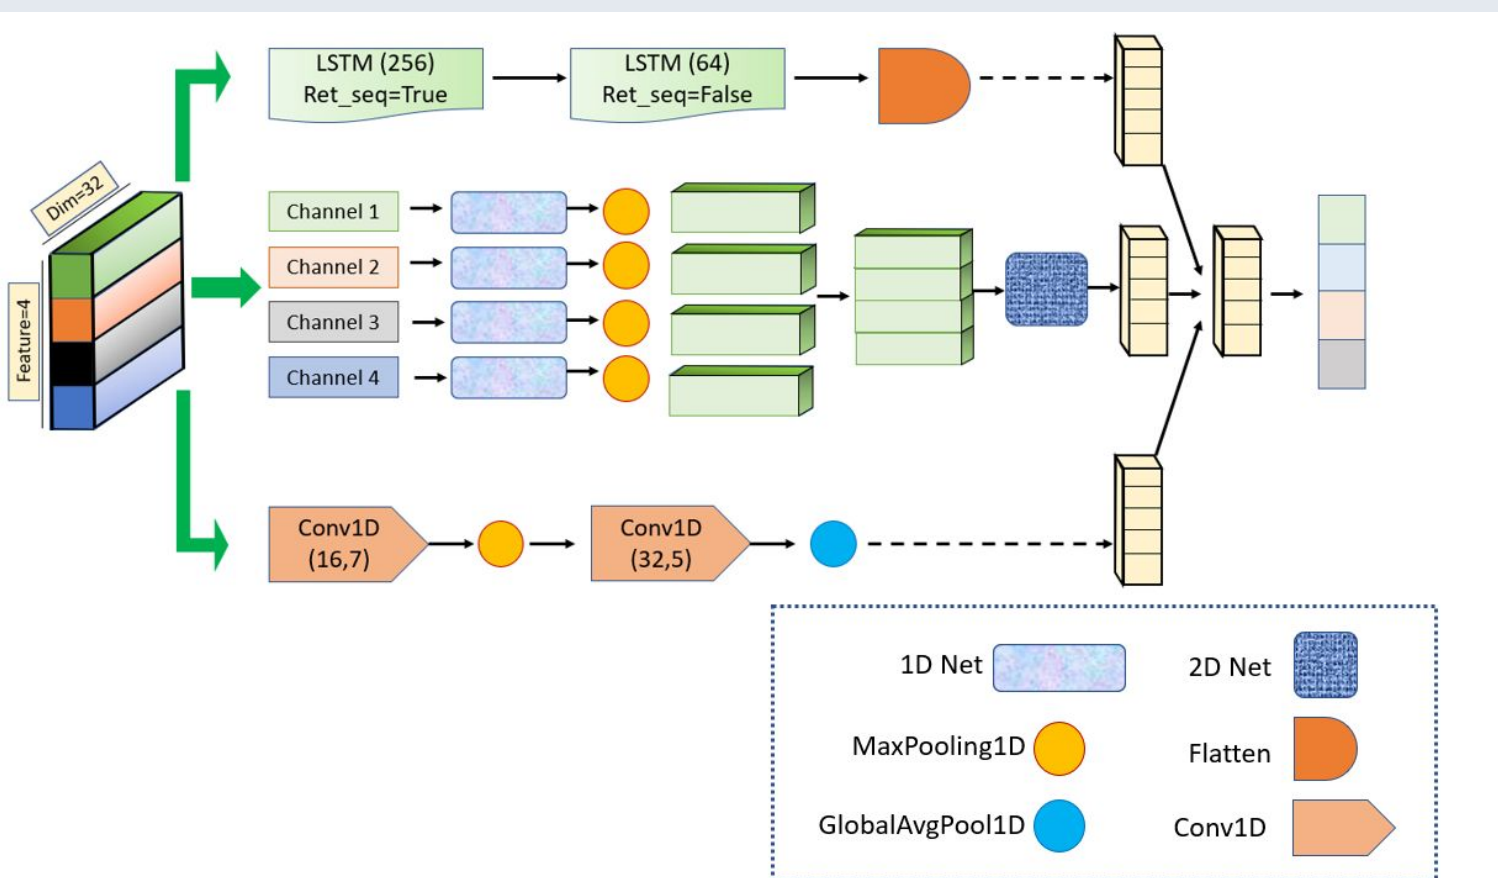 LSTM (256)
Ret_seq=True
LSTM (64)
Ret_seq=False
Dim=32
Feature=4
Channel 1
Channel 2
Channel 3
Channel 4
Conv1D
(16,7)
Conv1D
(32,5)
1D Net
2D Net
MaxPooling1D
Flatten
GlobalAvgPool1D
Conv1D